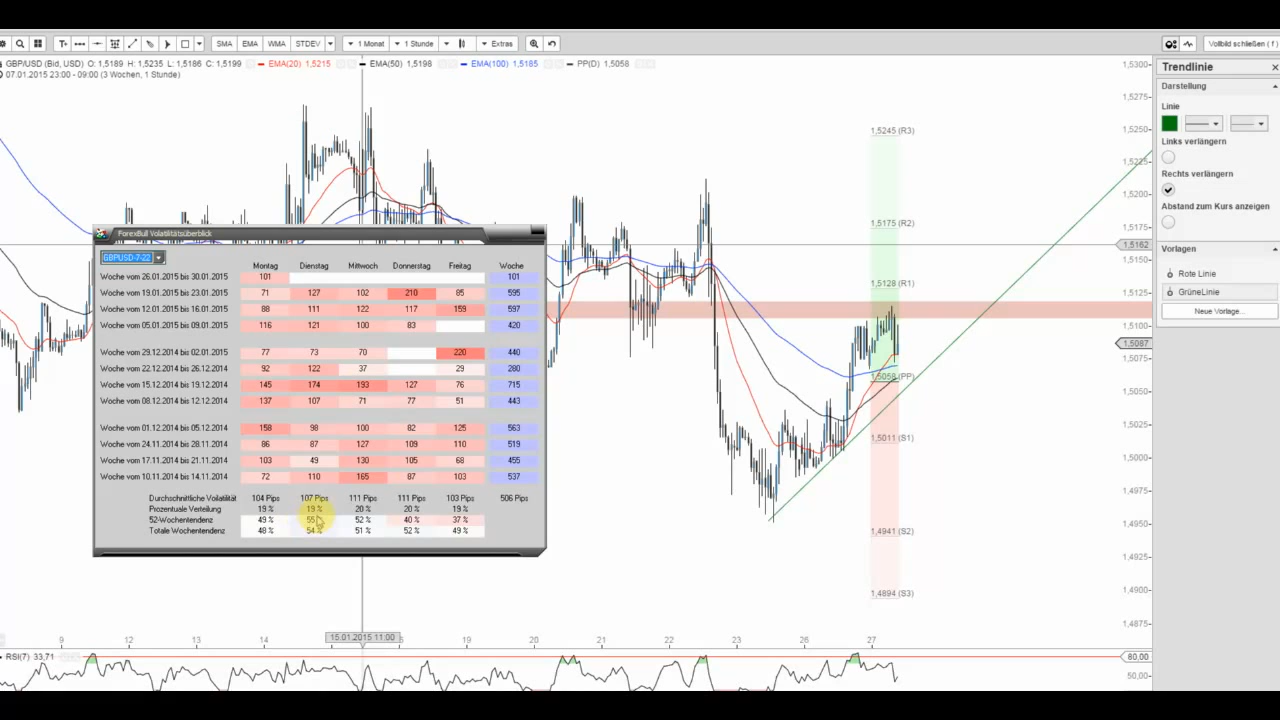 T SMA EMA WMA STDEV 1 Monat 1 Stunde Extras Vollbild schließen ( f )
GBP/USD (Bid, USD) O: 1,5189 H: 1,5235 L: 1,5186 C: 1,5199 EMA(20) 1,5215 EMA(50) 1,5198 EMA(100) 1,5185 PP(D) 1,5058
07.01.2015 23:00 - 09:00 (3 Wochen, 1 Stunde)
1,5300
1,5275
1,5250
1,5225
1,5200
1,5175
1,5162
1,5150
1,5125
1,5100
1,5087
1,5075
1,5050
1,5025
1,5000
1,4975
1,4950
1,4925
1,4900
1,4875
1,5245 (R3)
1,5175 (R2)
1,5128 (R1)
1,5058 (PP)
1,5011 (S1)
1,4941 (S2)
1,4894 (S3)
Trendlinie
Darstellung
Linie
Links verlängern
Rechts verlängern
Abstand zum Kurs anzeigen
Vorlagen
Rote Linie
GrüneLinie
Neue Vorlage...
ForexBull Volatilitätsüberblick
GBPUSD-7-22
Montag Dienstag Mittwoch Donnerstag Freitag Woche
Woche vom 26.01.2015 bis 30.01.2015 101 101
Woche vom 19.01.2015 bis 23.01.2015 71 127 102 210 85 595
Woche vom 12.01.2015 bis 16.01.2015 88 111 122 117 159 597
Woche vom 05.01.2015 bis 09.01.2015 116 121 100 83 420
Woche vom 29.12.2014 bis 02.01.2015 77 73 70 220 440
Woche vom 22.12.2014 bis 26.12.2014 92 122 37 29 280
Woche vom 15.12.2014 bis 19.12.2014 145 174 193 127 76 715
Woche vom 08.12.2014 bis 12.12.2014 137 107 71 77 51 443
Woche vom 01.12.2014 bis 05.12.2014 158 98 100 82 125 563
Woche vom 24.11.2014 bis 28.11.2014 86 87 127 109 110 519
Woche vom 17.11.2014 bis 21.11.2014 103 49 130 105 68 455
Woche vom 10.11.2014 bis 14.11.2014 72 110 165 87 103 537
Durchschnittliche Volatilität 104 Pips 107 Pips 111 Pips 111 Pips 103 Pips 506 Pips
Prozentuale Verteilung 19 % 19 % 20 % 20 % 19 %
52-Wochentendenz 49 % 55 52 % 40 % 37 %
Totale Wochentendenz 48 % 54 % 51 % 52 % 49 %
9 12 13 14 15.01.2015 11:00 19 20 21 22 23 26 27
RSI(7) 33,71
80,00
50,00